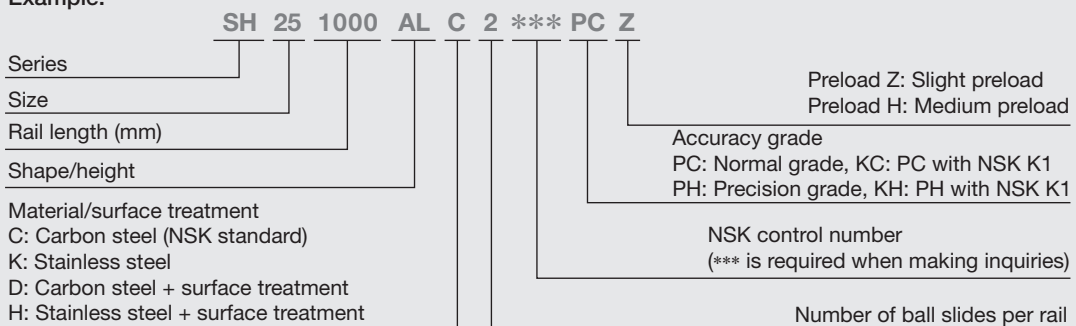 Example:
SH 25 1000 AL C 2 *** PC Z
Series
Size
Rail length (mm)
Shape/height
Material/surface treatment
C: Carbon steel (NSK standard)
K: Stainless steel
D: Carbon steel + surface treatment
H: Stainless steel + surface treatment
Preload Z: Slight preload
Preload H: Medium preload
Accuracy grade
PC: Normal grade, KC: PC with NSK K1
PH: Precision grade, KH: PH with NSK K1
NSK control number
(*** is required when making inquiries)
Number of ball slides per rail